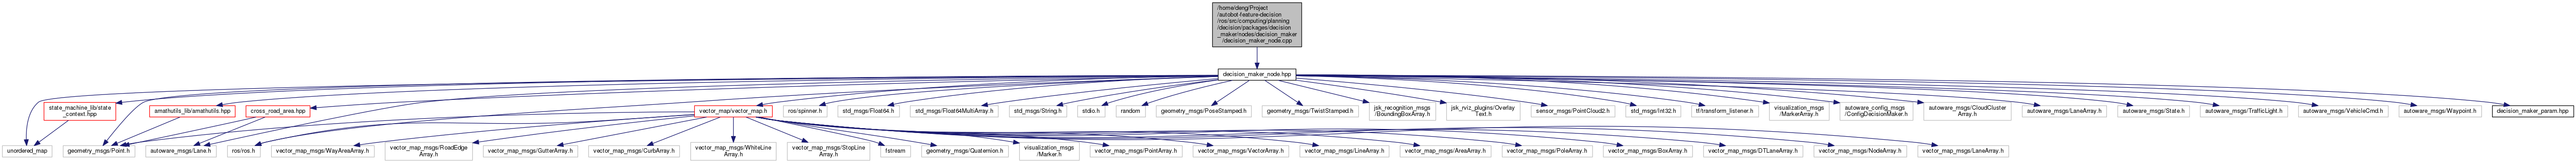 /home/deng/Project
/autobot-feature-decision
/ros/src/computing/planning
/decision/packages/decision
_maker/nodes/decision_maker
/decision_maker_node.cpp
decision_maker_node.hpp
state_machine_lib/state
_context.hpp
amathutils_lib/amathutils.hpp
cross_road_area.hpp
vector_map/vector_map.h
ros/spinner.h
std_msgs/Float64.h
std_msgs/Float64MultiArray.h
std_msgs/String.h
stdio.h
random
geometry_msgs/PoseStamped.h
geometry_msgs/TwistStamped.h
jsk_recognition_msgs
/BoundingBoxArray.h
jsk_rviz_plugins/Overlay
Text.h
sensor_msgs/PointCloud2.h
std_msgs/Int32.h
tf/transform_listener.h
visualization_msgs
/MarkerArray.h
autoware_config_msgs
/ConfigDecisionMaker.h
autoware_msgs/CloudCluster
Array.h
autoware_msgs/LaneArray.h
autoware_msgs/State.h
autoware_msgs/TrafficLight.h
autoware_msgs/VehicleCmd.h
autoware_msgs/Waypoint.h
decision_maker_param.hpp
unordered_map
geometry_msgs/Point.h
autoware_msgs/Lane.h
ros/ros.h
vector_map_msgs/WayAreaArray.h
vector_map_msgs/RoadEdge
Array.h
vector_map_msgs/GutterArray.h
vector_map_msgs/CurbArray.h
vector_map_msgs/WhiteLine
Array.h
vector_map_msgs/StopLine
Array.h
fstream
geometry_msgs/Quaternion.h
visualization_msgs
/Marker.h
vector_map_msgs/PointArray.h
vector_map_msgs/VectorArray.h
vector_map_msgs/LineArray.h
vector_map_msgs/AreaArray.h
vector_map_msgs/PoleArray.h
vector_map_msgs/BoxArray.h
vector_map_msgs/DTLaneArray.h
vector_map_msgs/NodeArray.h
vector_map_msgs/LaneArray.h